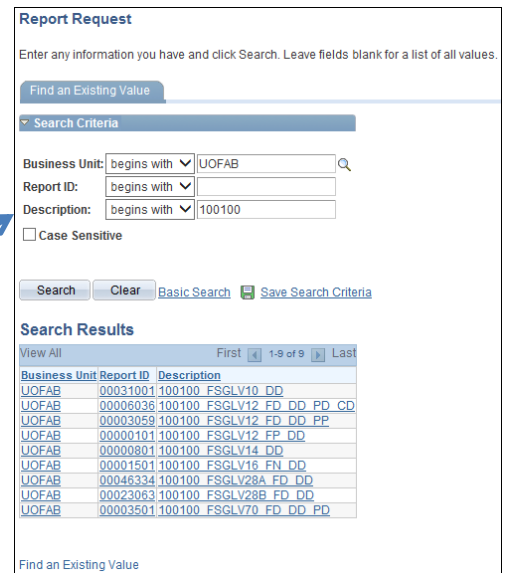 Report Request
Enter any information you have and click Search. Leave fields blank for a list of all values.
Find an Existing Value
Search Criteria
Business Unit: begins with UOFAB
Report ID: begins with
Description: begins with 100100
Case Sensitive
Search Clear Basic Search Save Search Criteria
Search Results
View All First 1-9 of 9 Last
Business Unit Report ID Description
UOFAB 00031001 100100_FSGLV10_DD
UOFAB 00006036 100100_FSGLV12_FD_DD_PD_CD
UOFAB 00003059 100100_FSGLV12_FD_DD_PP
UOFAB 00000101 100100_FSGLV12_FP_DD
UOFAB 00000801 100100_FSGLV14_DD
UOFAB 00001501 100100_FSGLV16_FN_DD
UOFAB 00046334 100100_FSGLV28A_FD_DD
UOFAB 00023063 100100_FSGLV28B_FD_DD
UOFAB 00003501 100100_FSGLV70_FD_DD_PD
Find an Existing Value